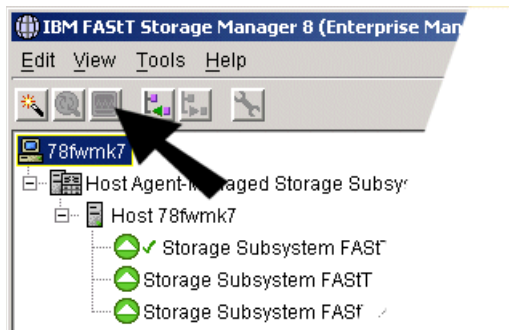 IBM FAStT Storage Manager 8 (Enterprise Man
Edit View Tools Help
78fwmk7
Host Agent-Managed Storage Subsy
Host 78fwmk7
Storage Subsystem FASt
Storage Subsystem FAStT
Storage Subsystem FASt